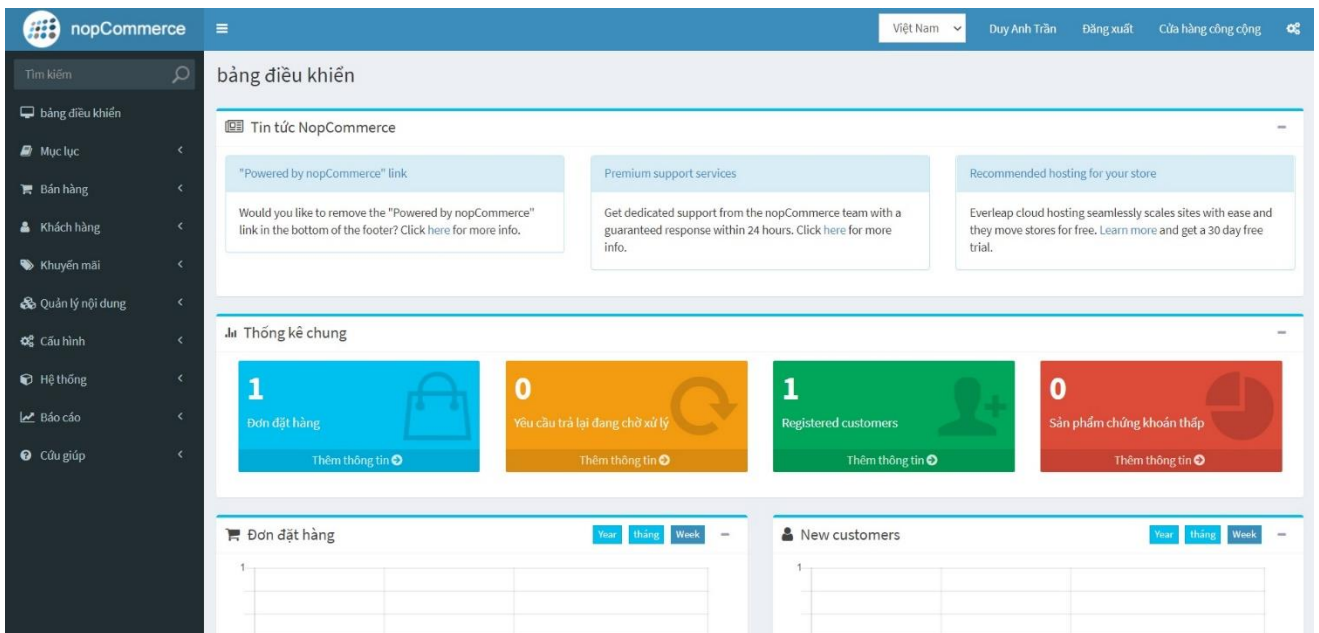 nopCommerce
Việt Nam
Duy Anh Trần
Đăng xuất
Cửa hàng công cộng
Tìm kiếm
bảng điều khiển
Mục lục
Bán hàng
Khách hàng
Khuyến mãi
Quản lý nội dung
Cấu hình
Hệ thống
Báo cáo
Cứu giúp
bảng điều khiển
Tin tức NopCommerce
"Powered by nopCommerce" link
Would you like to remove the "Powered by nopCommerce"
link in the bottom of the footer? Click here for more info.
Premium support services
Get dedicated support from the nopCommerce team with a
guaranteed response within 24 hours. Click here for more
info.
Recommended hosting for your store
Everleap cloud hosting seamlessly scales sites with ease and
they move stores for free. Learn more and get a 30 day free
trial.
Thống kê chung
1
Đơn đặt hàng
Thêm thông tin
0
Yêu cầu trả lại đang chờ xử lý
Thêm thông tin
1
Registered customers
Thêm thông tin
0
Sản phẩm chứng khoán thấp
Thêm thông tin
Đơn đặt hàng
Year tháng Week
1
New customers
Year tháng Week
1